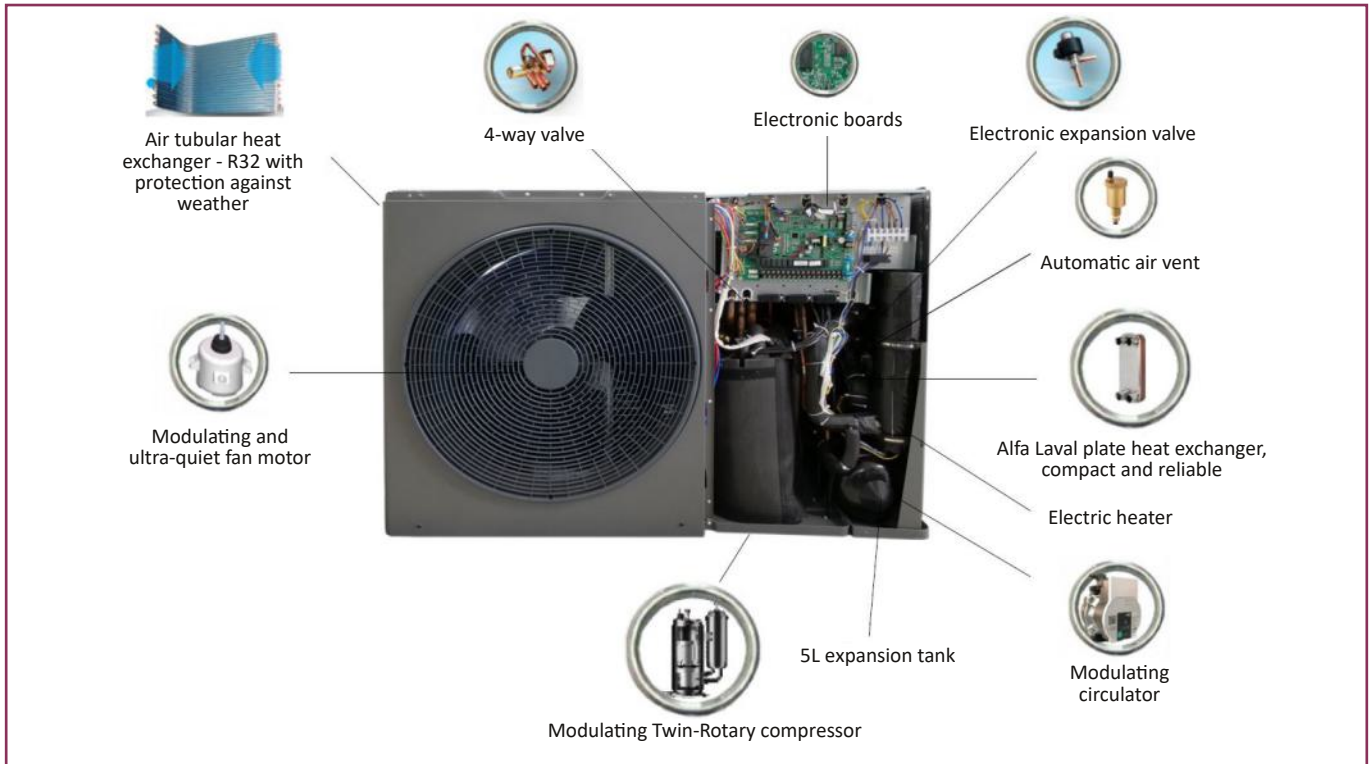 4-way valve
Electronic boards
Electronic expansion valve
Air tubular heat
exchanger - R32 with
protection against
weather
Automatic air vent
Modulating and
ultra-quiet fan motor
Alfa Laval plate heat exchanger,
compact and reliable
Electric heater
5L expansion tank
Modulating
circulator
Modulating Twin-Rotary compressor